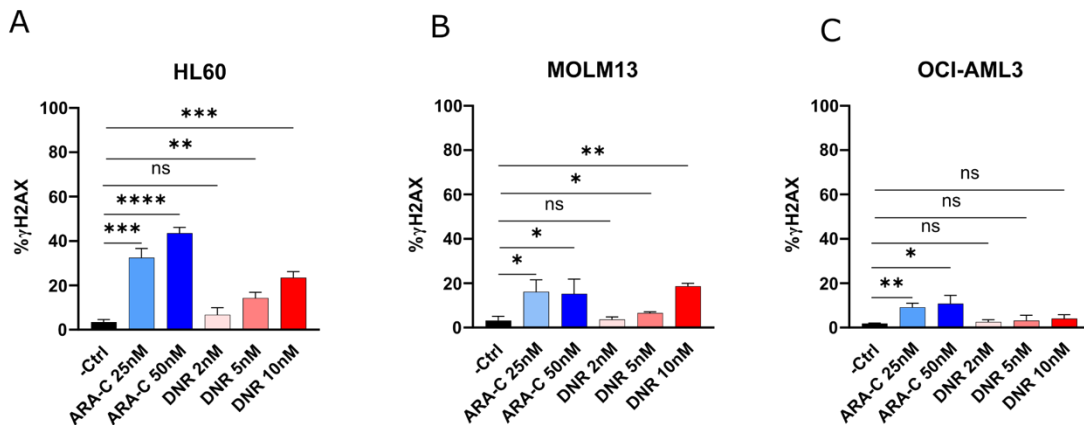 A
HL60
%γH2AX
100
80
60
40
20
0
***
**
ns
****
***
-Ctrl
ARA-C 25nM
ARA-C 50nM
DNR 2nM
DNR 5nM
DNR 10nM
B
MOLM13
%γH2AX
100
80
60
40
20
0
**
*
ns
*
*
-Ctrl
ARA-C 25nM
ARA-C 50nM
DNR 2nM
DNR 5nM
DNR 10nM
C
OCI-AML3
%γH2AX
100
80
60
40
20
0
ns
ns
ns
*
**
-Ctrl
ARA-C 25nM
ARA-C 50nM
DNR 2nM
DNR 5nM
DNR 10nM